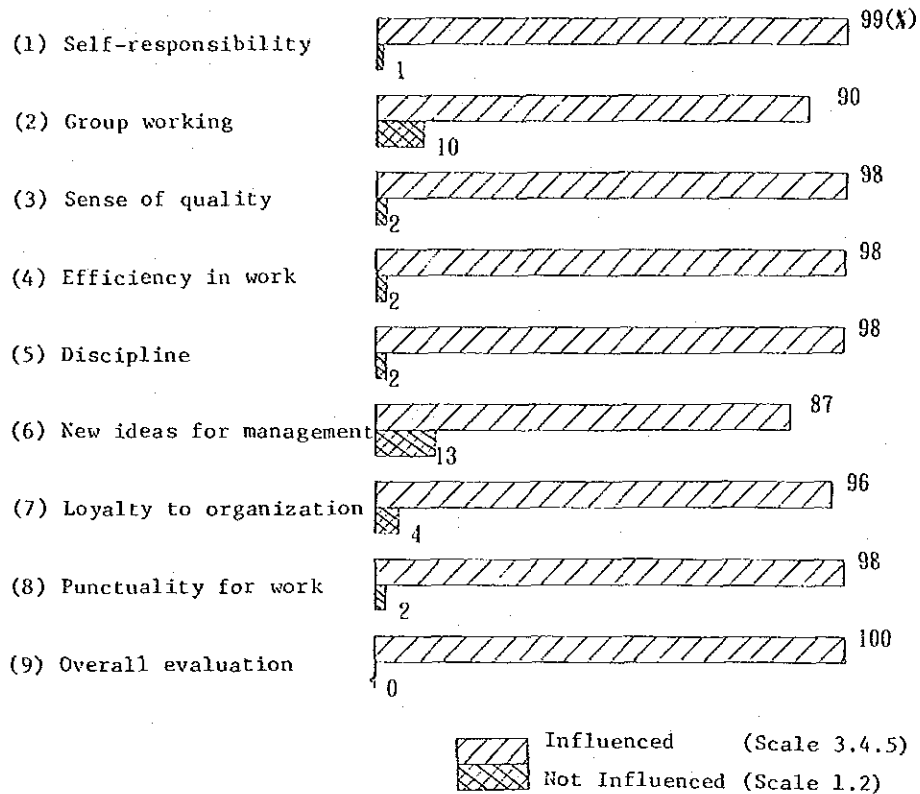 99(%)
(1) Self-responsibility
1
90
(2) Group working
10
98
(3) Sense of quality
2
98
(4) Efficiency in work
2
98
(5) Discipline
2
87
(6) New ideas for management
13
96
(7) Loyalty to organization
4
98
(8) Punctuality for work
2
100
(9) Overall evaluation
0
Influenced (Scale 3.4.5)
Not Influenced (Scale 1.2)